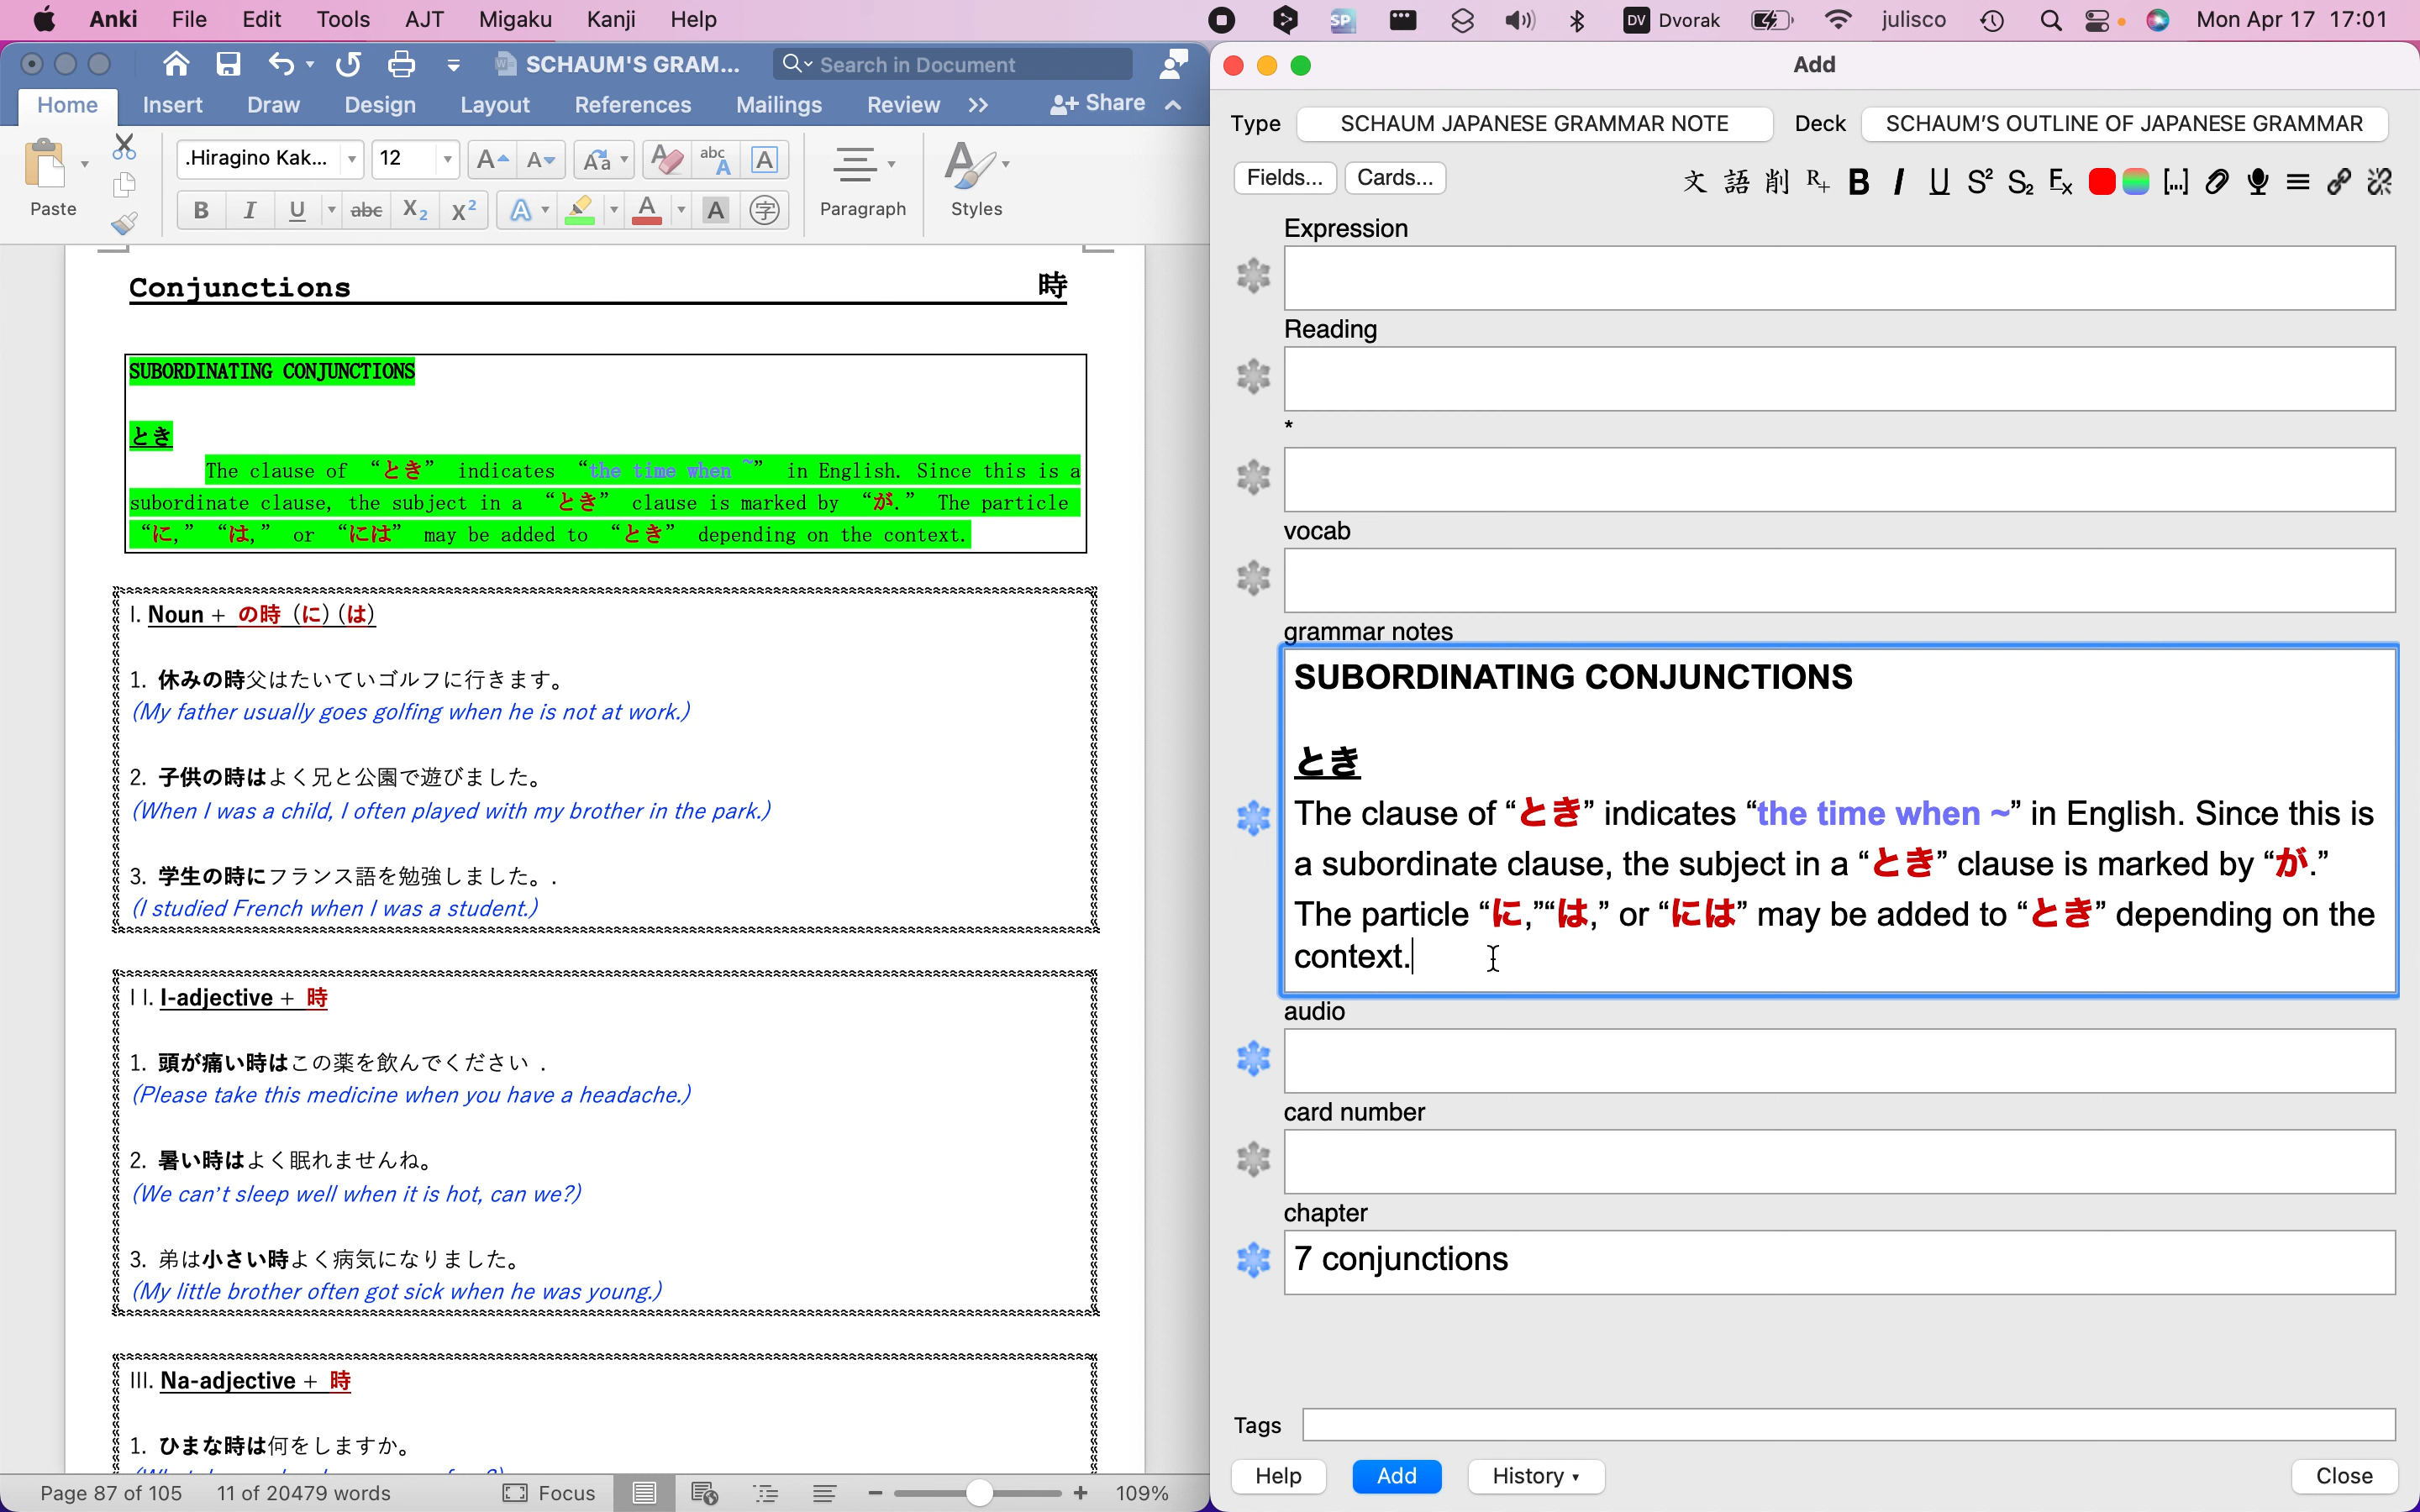 Anki File Edit Tools AJT Migaku Kanji Help
SP DV Dvorak julisco Mon Apr 17 17:01
SCHAUM'S GRAM... Search in Document
Home Insert Draw Design Layout References Mailings Review >> Share
Paste
.Hiragino Kak... 12
Paragraph
Styles
Conjunctions 時
SUBORDINATING CONJUNCTIONS
とき
The clause of “とき” indicates “the time when ~” in English. Since this is a
subordinate clause, the subject in a “とき” clause is marked by “が.” The particle
“に,” “は,” or “には” may be added to “とき” depending on the context.
I. Noun + の時 (に)(は)
1. 休みの時父はたいていゴルフに行きます。
(My father usually goes golfing when he is not at work.)
2. 子供の時はよく兄と公園で遊びました。
(When I was a child, I often played with my brother in the park.)
3. 学生の時にフランス語を勉強しました。.
(I studied French when I was a student.)
II. I-adjective + 時
1. 頭が痛い時はこの薬を飲んでください .
(Please take this medicine when you have a headache.)
2. 暑い時はよく眠れませんね。
(We can’t sleep well when it is hot, can we?)
3. 弟は小さい時よく病気になりました。
(My little brother often got sick when he was young.)
III. Na-adjective + 時
1. ひまな時は何をしますか。
Page 87 of 105 11 of 20479 words Focus 109%
Add
Type SCHAUM JAPANESE GRAMMAR NOTE Deck SCHAUM’S OUTLINE OF JAPANESE GRAMMAR
Fields... Cards...
文 語 削 R+ B I U S² S₂ Fx [...]
Expression
Reading
*
vocab
grammar notes
SUBORDINATING CONJUNCTIONS
とき
The clause of “とき” indicates “the time when ~” in English. Since this is
a subordinate clause, the subject in a “とき” clause is marked by “が.”
The particle “に,”“は,” or “には” may be added to “とき” depending on the
context.
audio
card number
chapter
7 conjunctions
Tags
Help Add History Close